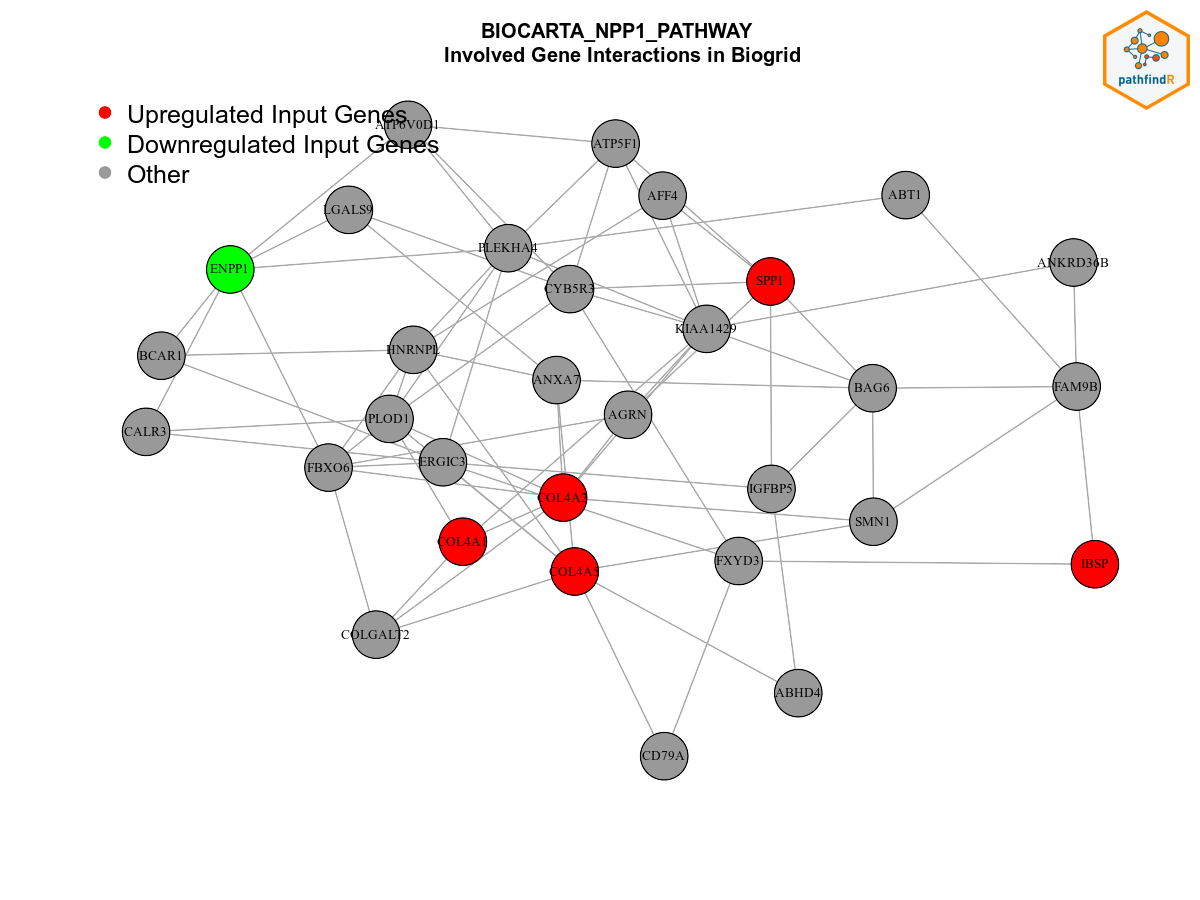 BIOCARTA_NPP1_PATHWAY
Involved Gene Interactions in Biogrid
pathfindR
Upregulated Input Genes
Downregulated Input Genes
Other
ATP6V0D1
ATP5F1
AFF4
ABT1
LGALS9
PLEKHA4
ENPP1
CYB5R3
SPP1
ANKRD36B
KIAA1429
BCAR1
HNRNPL
ANXA7
BAG6
FAM9B
PLOD1
AGRN
CALR3
FBXO6
ERGIC3
COL4A2
IGFBP5
SMN1
COL4A1
COL4A5
FXYD3
IBSP
COLGALT2
ABHD4
CD79A